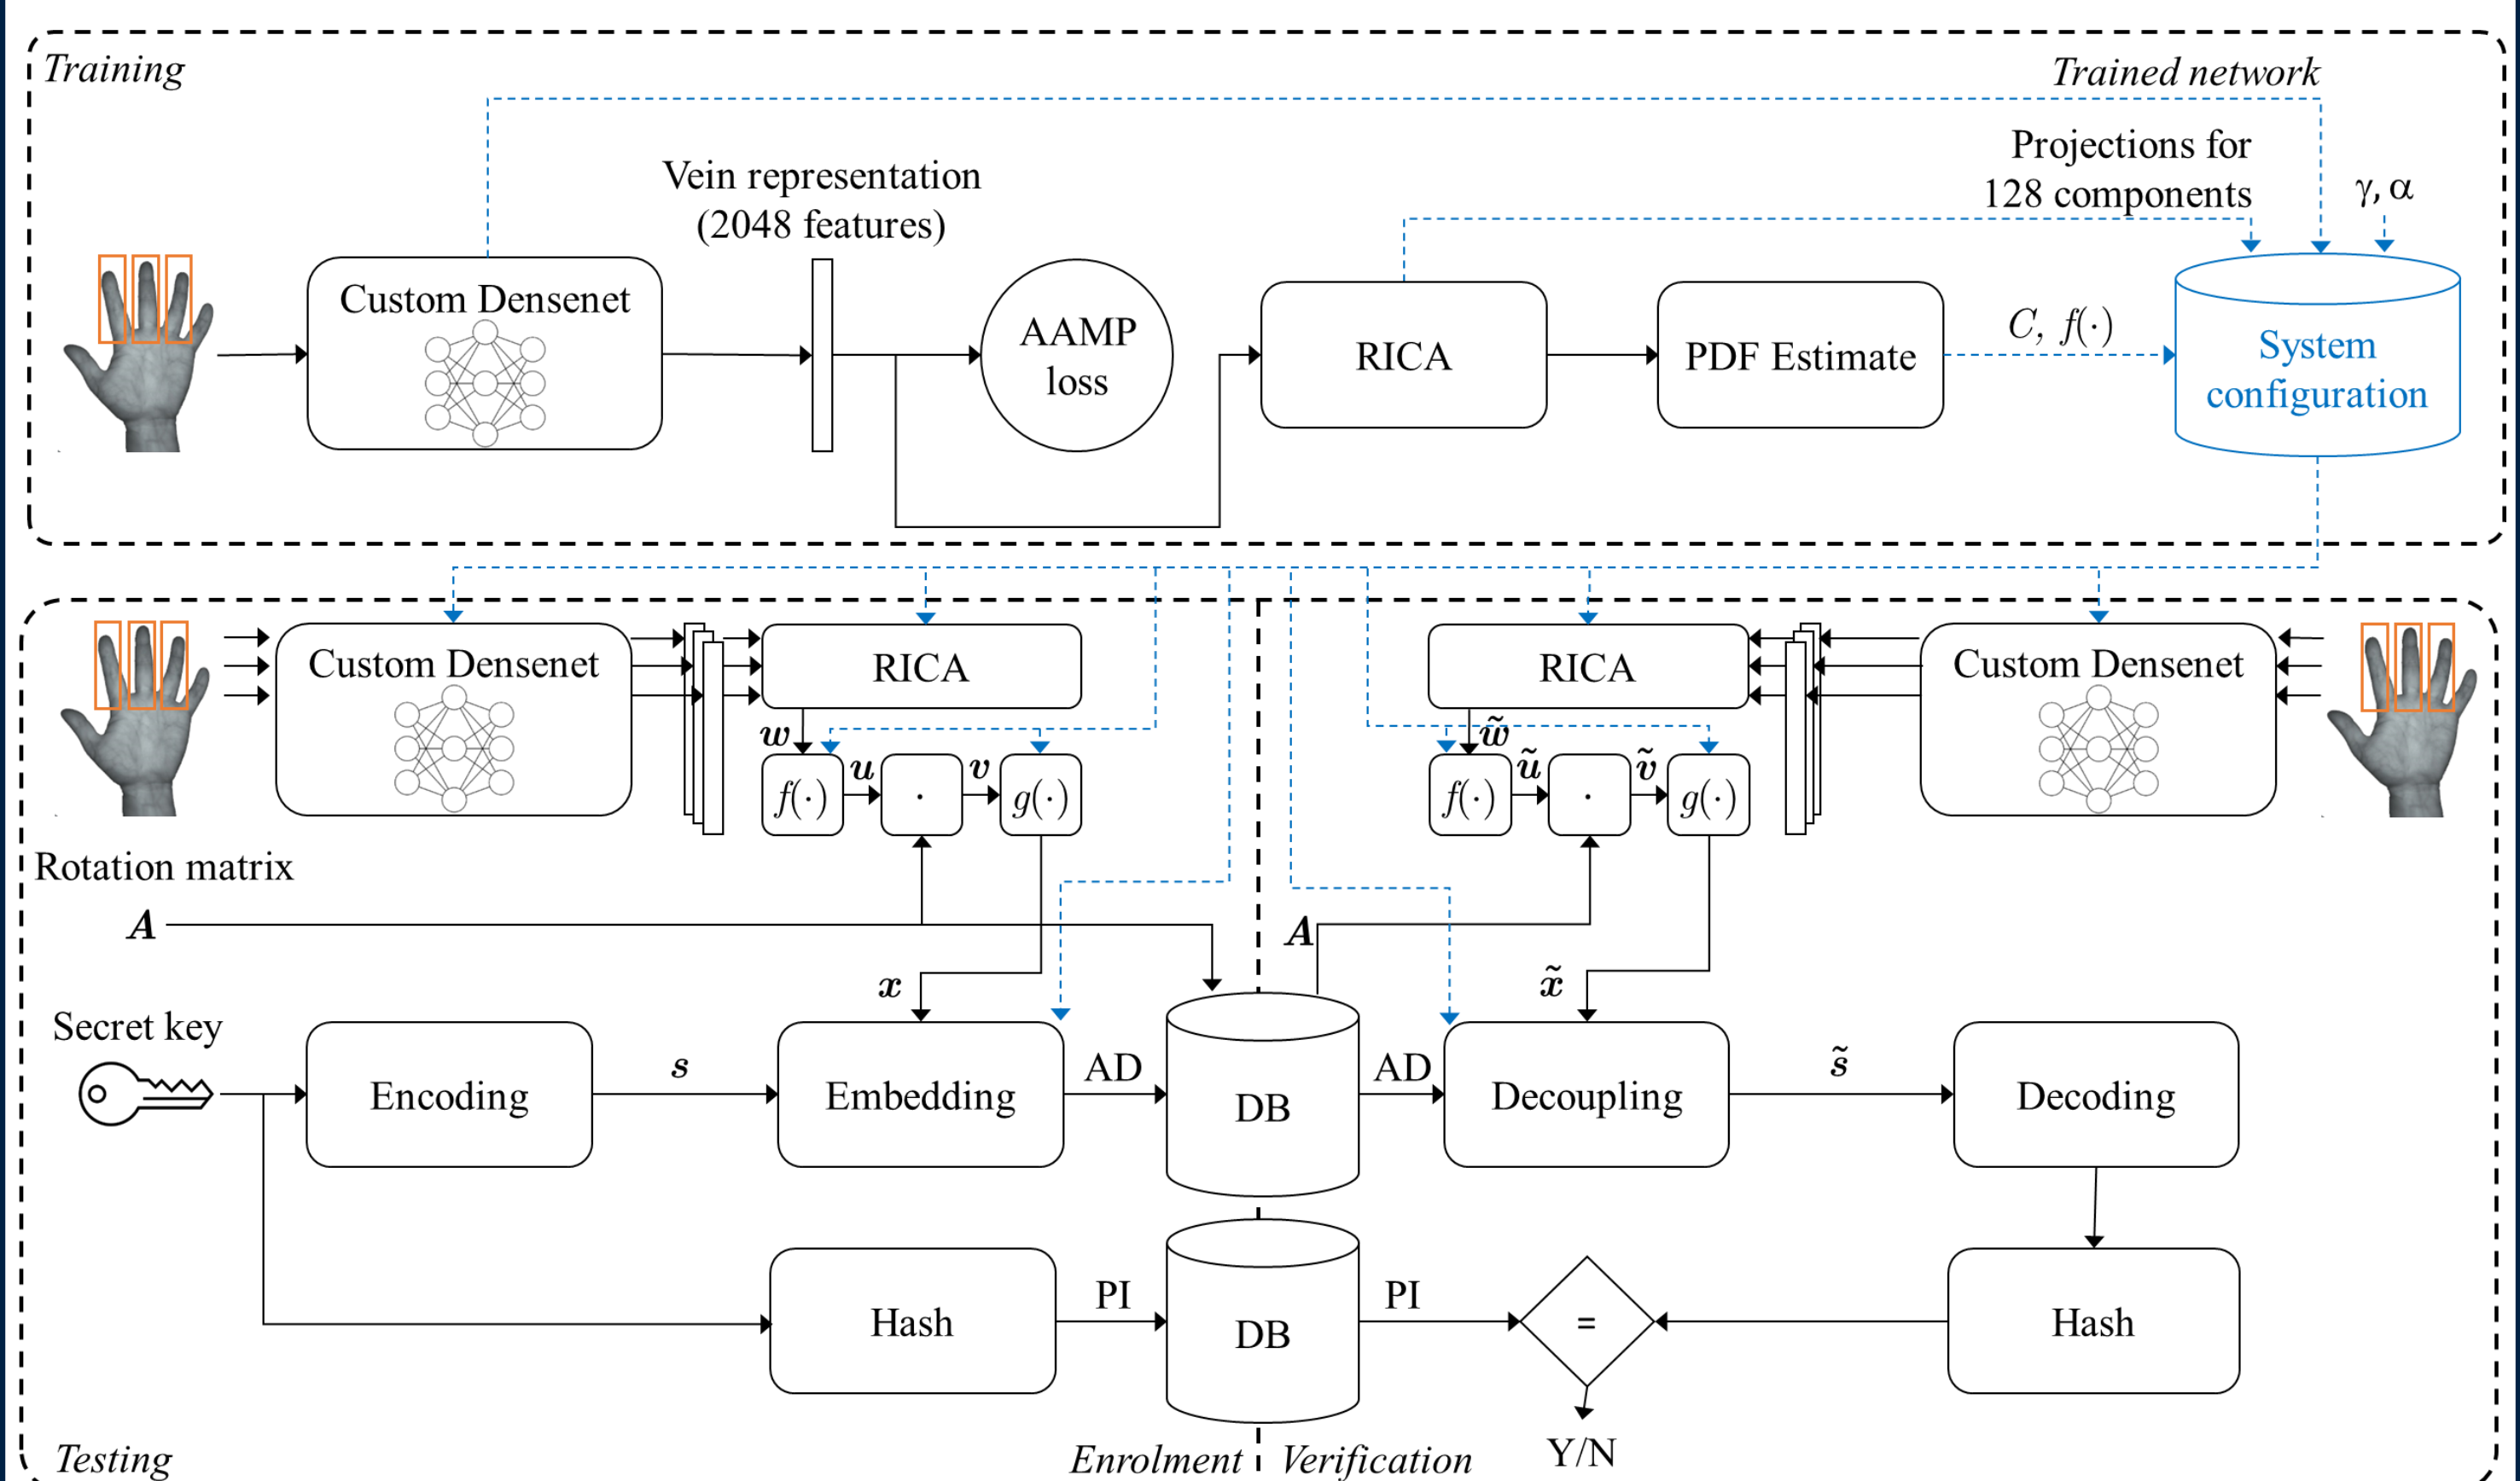 Training
Trained network
Projections for
128 components
γ, α
Vein representation
(2048 features)
Custom Densenet
AAMP
loss
RICA
PDF Estimate
C, f(·)
System
configuration
Custom Densenet
RICA
RICA
Custom Densenet
w
w̃
f(·)
u
·
v
g(·)
f(·)
ũ
·
ṽ
g(·)
Rotation matrix
A
A
x
x̃
Secret key
Encoding
s
Embedding
AD
DB
AD
Decoupling
s̃
Decoding
Hash
PI
DB
PI
=
Hash
Y/N
Testing
Enrolment
Verification